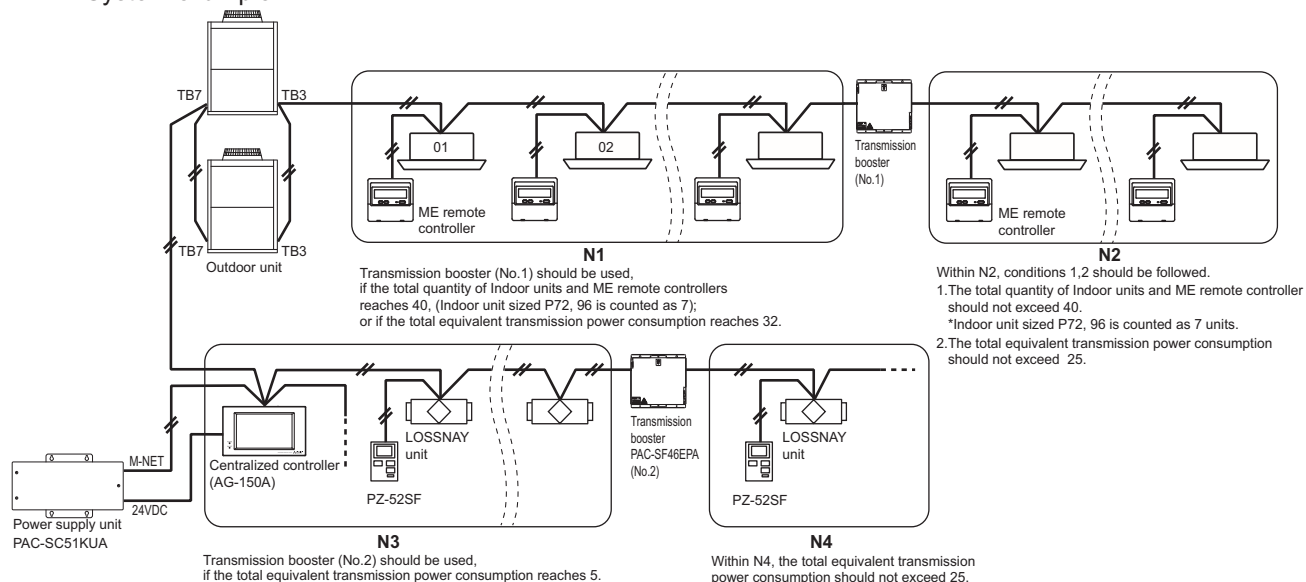 TB7
TB3
TB7
TB3
Outdoor unit
01
02
ME remote
controller
Transmission
booster
(No.1)
ME remote
controller
N1
Transmission booster (No.1) should be used,
if the total quantity of Indoor units and ME remote controllers
reaches 40, (Indoor unit sized P72, 96 is counted as 7);
or if the total equivalent transmission power consumption reaches 32.
N2
Within N2, conditions 1,2 should be followed.
1.The total quantity of Indoor units and ME remote controller
should not exceed 40.
*Indoor unit sized P72, 96 is counted as 7 units.
2.The total equivalent transmission power consumption
should not exceed 25.
M-NET
24VDC
Power supply unit
PAC-SC51KUA
Centralized controller
(AG-150A)
LOSSNAY
unit
PZ-52SF
Transmission
booster
PAC-SF46EPA
(No.2)
LOSSNAY
unit
PZ-52SF
N3
Transmission booster (No.2) should be used,
if the total equivalent transmission power consumption reaches 5.
N4
Within N4, the total equivalent transmission
power consumption should not exceed 25.